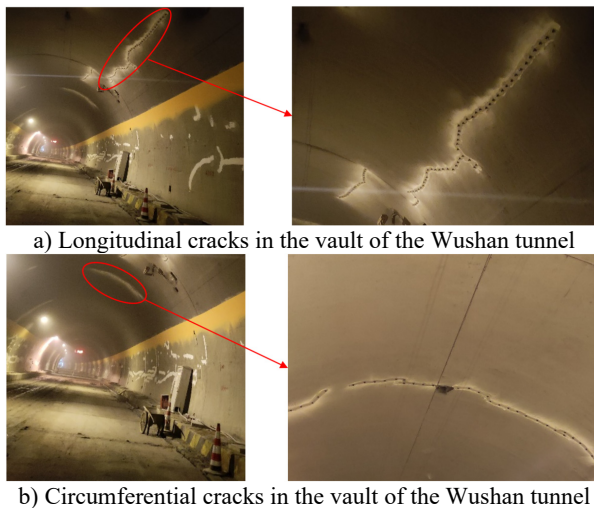 a) Longitudinal cracks in the vault of the Wushan tunnel
b) Circumferential cracks in the vault of the Wushan tunnel